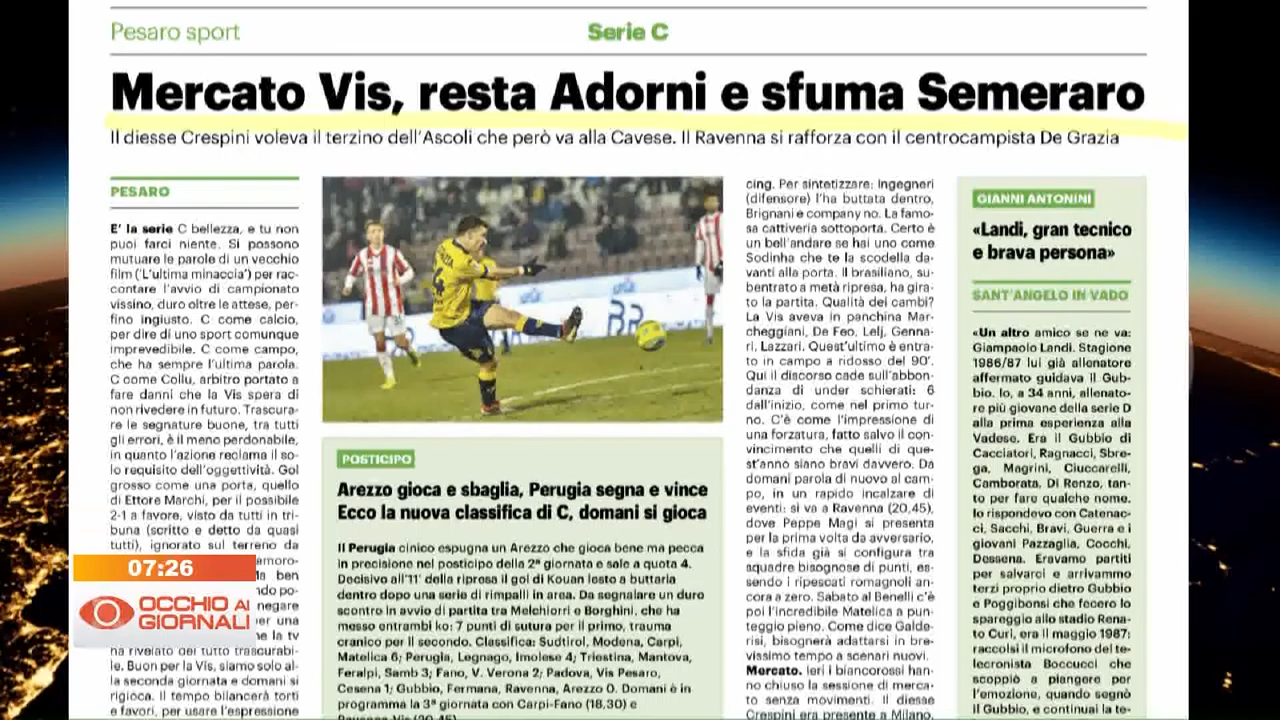 Pesaro sport
Serie C
Mercato Vis, resta Adorni e sfuma Semeraro
Il diesse Crespini voleva il terzino dell'Ascoli che però va alla Cavese. Il Ravenna si rafforza con il centrocampista De Grazia
PESARO
E' la serie C bellezza, e tu non
puoi farci niente. Si possono
mutuare le parole di un vecchio
film ('L'ultima minaccia') per rac-
contare l'avvio di campionato
vissino, duro oltre le attese, per-
fino ingiusto. C come calcio,
per dire di uno sport comunque
imprevedibile. C come campo,
che ha sempre l'ultima parola.
C come Collu, arbitro portato a
fare danni che la Vis spera di
non rivedere in futuro. Trascura-
re le segnature buone, tra tutti
gli errori, è il meno perdonabile,
in quanto l'azione reclama il so-
lo requisito dell'oggettività. Gol
grosso come una porta, quello
di Ettore Marchi, per il possibile
2-1 a favore, visto da tutti in tri-
buna (scritto e detto da quasi
tutti), ignorato sul terreno da
emoro-
Ma ben
ndo po-
negare
per una
he la tv
ha rivelato del tutto trascurabi-
le. Buon per la Vis, siamo solo al-
la seconda giornata e domani si
rigioca. Il tempo bilancerà torti
e favori, per usare l'espressione
POSTICIPO
Arezzo gioca e sbaglia, Perugia segna e vince
Ecco la nuova classifica di C, domani si gioca
Il Perugia cinico espugna un Arezzo che gioca bene ma pecca
in precisione nel posticipo della 2ª giornata e sale a quota 4.
Decisivo all'11' della ripresa il gol di Kouan lesto a buttarla
dentro dopo una serie di rimpalli in area. Da segnalare un duro
scontro in avvio di partita tra Melchiorri e Borghini, che ha
messo entrambi ko: 7 punti di sutura per il primo, trauma
cranico per il secondo. Classifica: Sudtirol, Modena, Carpi,
Matelica 6; Perugia, Legnago, Imolese 4; Triestina, Mantova,
Feralpi, Samb 3; Fano, V. Verona 2; Padova, Vis Pesaro,
Cesena 1; Gubbio, Fermana, Ravenna, Arezzo 0. Domani è in
programma la 3ª giornata con Carpi-Fano (18,30) e
Ravenna-Vis (20,45)
cing. Per sintetizzare: Ingegneri
(difensore) l'ha buttata dentro,
Brignani e company no. La famo-
sa cattiveria sottoporta. Certo è
un bell'andare se hai uno come
Sodinha che te la scodella da-
vanti alla porta. Il brasiliano, su-
bentrato a metà ripresa, ha gira-
to la partita. Qualità dei cambi?
La Vis aveva in panchina Mar-
cheggiani, De Feo, Lelj, Genna-
ri, Lazzari. Quest'ultimo è entra-
to in campo a ridosso del 90'.
Qui il discorso cade sull'abbon-
danza di under schierati: 6
dall'inizio, come nel primo tur-
no. C'è come l'impressione di
una forzatura, fatto salvo il con-
vincimento che quelli di que-
st'anno siano bravi davvero. Da
domani parola di nuovo al cam-
po, in un rapido incalzare di
eventi: si va a Ravenna (20,45),
dove Peppe Magi si presenta
per la prima volta da avversario,
e la sfida già si configura tra
squadre bisognose di punti, es-
sendo i ripescati romagnoli an-
cora a zero. Sabato al Benelli c'è
poi l'incredibile Matelica a pun-
teggio pieno. Come dice Galde-
risi, bisognerà adattarsi in bre-
vissimo tempo a scenari nuovi.
Mercato. Ieri i biancorossi han-
no chiuso la sessione di merca-
to senza movimenti. Il diesse
Crespini era presente a Milano,
GIANNI ANTONINI
«Landi, gran tecnico
e brava persona»
SANT'ANGELO IN VADO
«Un altro amico se ne va:
Giampaolo Landi. Stagione
1986/87 lui già allenatore
affermato guidava il Gub-
bio. Io, a 34 anni, allenato-
re più giovane della serie D
alla prima esperienza alla
Vadese. Era il Gubbio di
Cacciatori, Ragnacci, Sbre-
ga, Magrini, Ciuccarelli,
Camborata, Di Renzo, tan-
to per fare qualche nome.
Io rispondevo con Catenac-
ci, Sacchi, Bravi, Guerra e i
giovani Pazzaglia, Cocchi,
Dessena. Eravamo partiti
per salvarci e arrivammo
terzi proprio dietro Gubbio
e Poggibonsi che fecero lo
spareggio allo stadio Rena-
to Curi, era il maggio 1987:
raccolsi il microfono del te-
lecronista Boccucci che
scoppiò a piangere per
l'emozione, quando segnò
il Gubbio, e continuai la te-
07:26
OCCHIO AI
GIORNALI